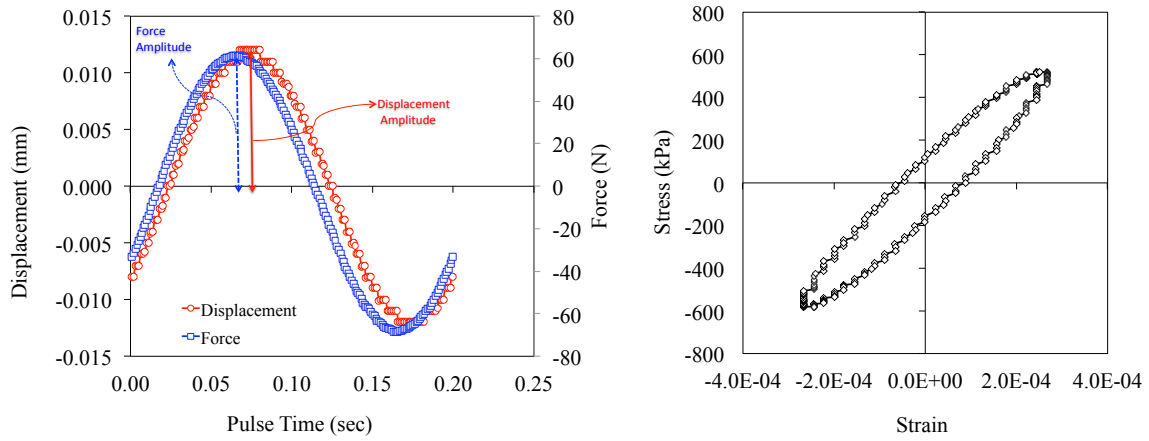 0.015
0.010
0.005
0.000
-0.005
-0.010
-0.015
Displacement (mm)
80
60
40
20
0
-20
-40
-60
-80
Force (N)
Force
Amplitude
Displacement
Amplitude
Displacement
Force
0.00
0.05
0.10
0.15
0.20
0.25
Pulse Time (sec)
800
600
400
200
0
-200
-400
-600
-800
Stress (kPa)
-4.0E-04
-2.0E-04
0.0E+00
2.0E-04
4.0E-04
Strain